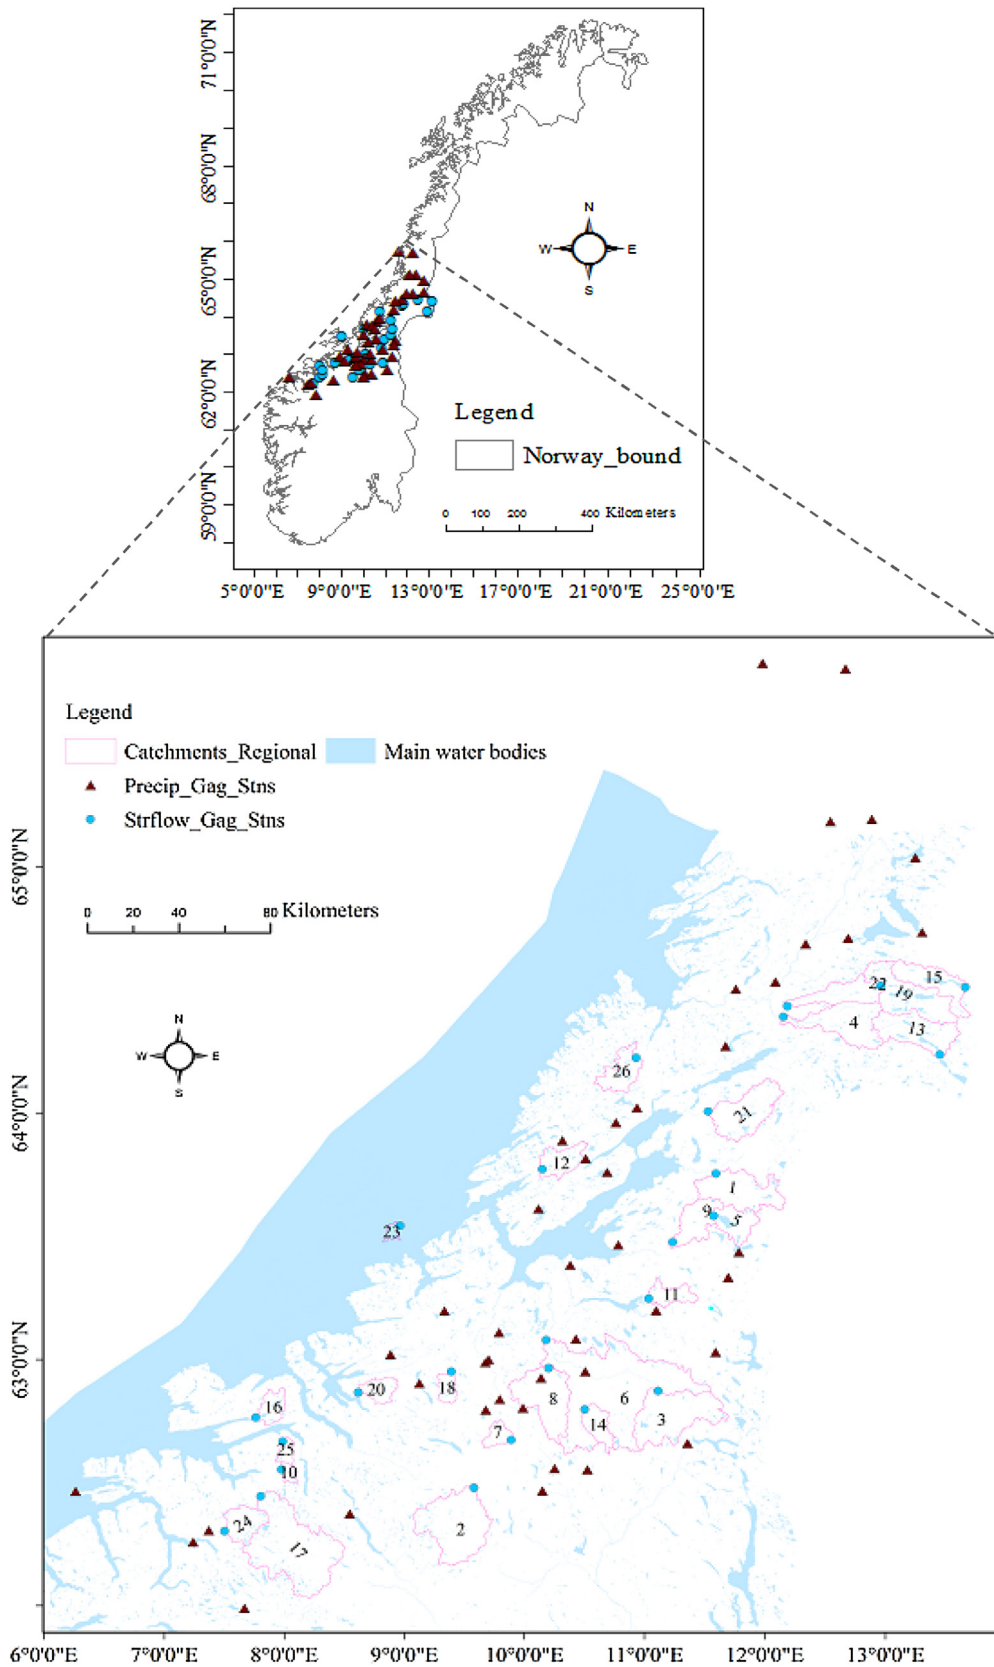 71°0'0"N
68°0'0"N
65°0'0"N
62°0'0"N
59°0'0"N
N
W E
S
Legend
Norway_bound
0 100 200 400 Kilometers
5°0'0"E 9°0'0"E 13°0'0"E 17°0'0"E 21°0'0"E 25°0'0"E
Legend
Catchments_Regional Main water bodies
Precip_Gag_Stns
Strflow_Gag_Stns
0 20 40 80 Kilometers
N
W E
S
65°0'0"N
64°0'0"N
63°0'0"N
15
22
19
4
13
26
21
12
1
9
5
23
11
20
18
16
8
6
3
14
7
25
10
24
2
17
6°0'0"E 7°0'0"E 8°0'0"E 9°0'0"E 10°0'0"E 11°0'0"E 12°0'0"E 13°0'0"E